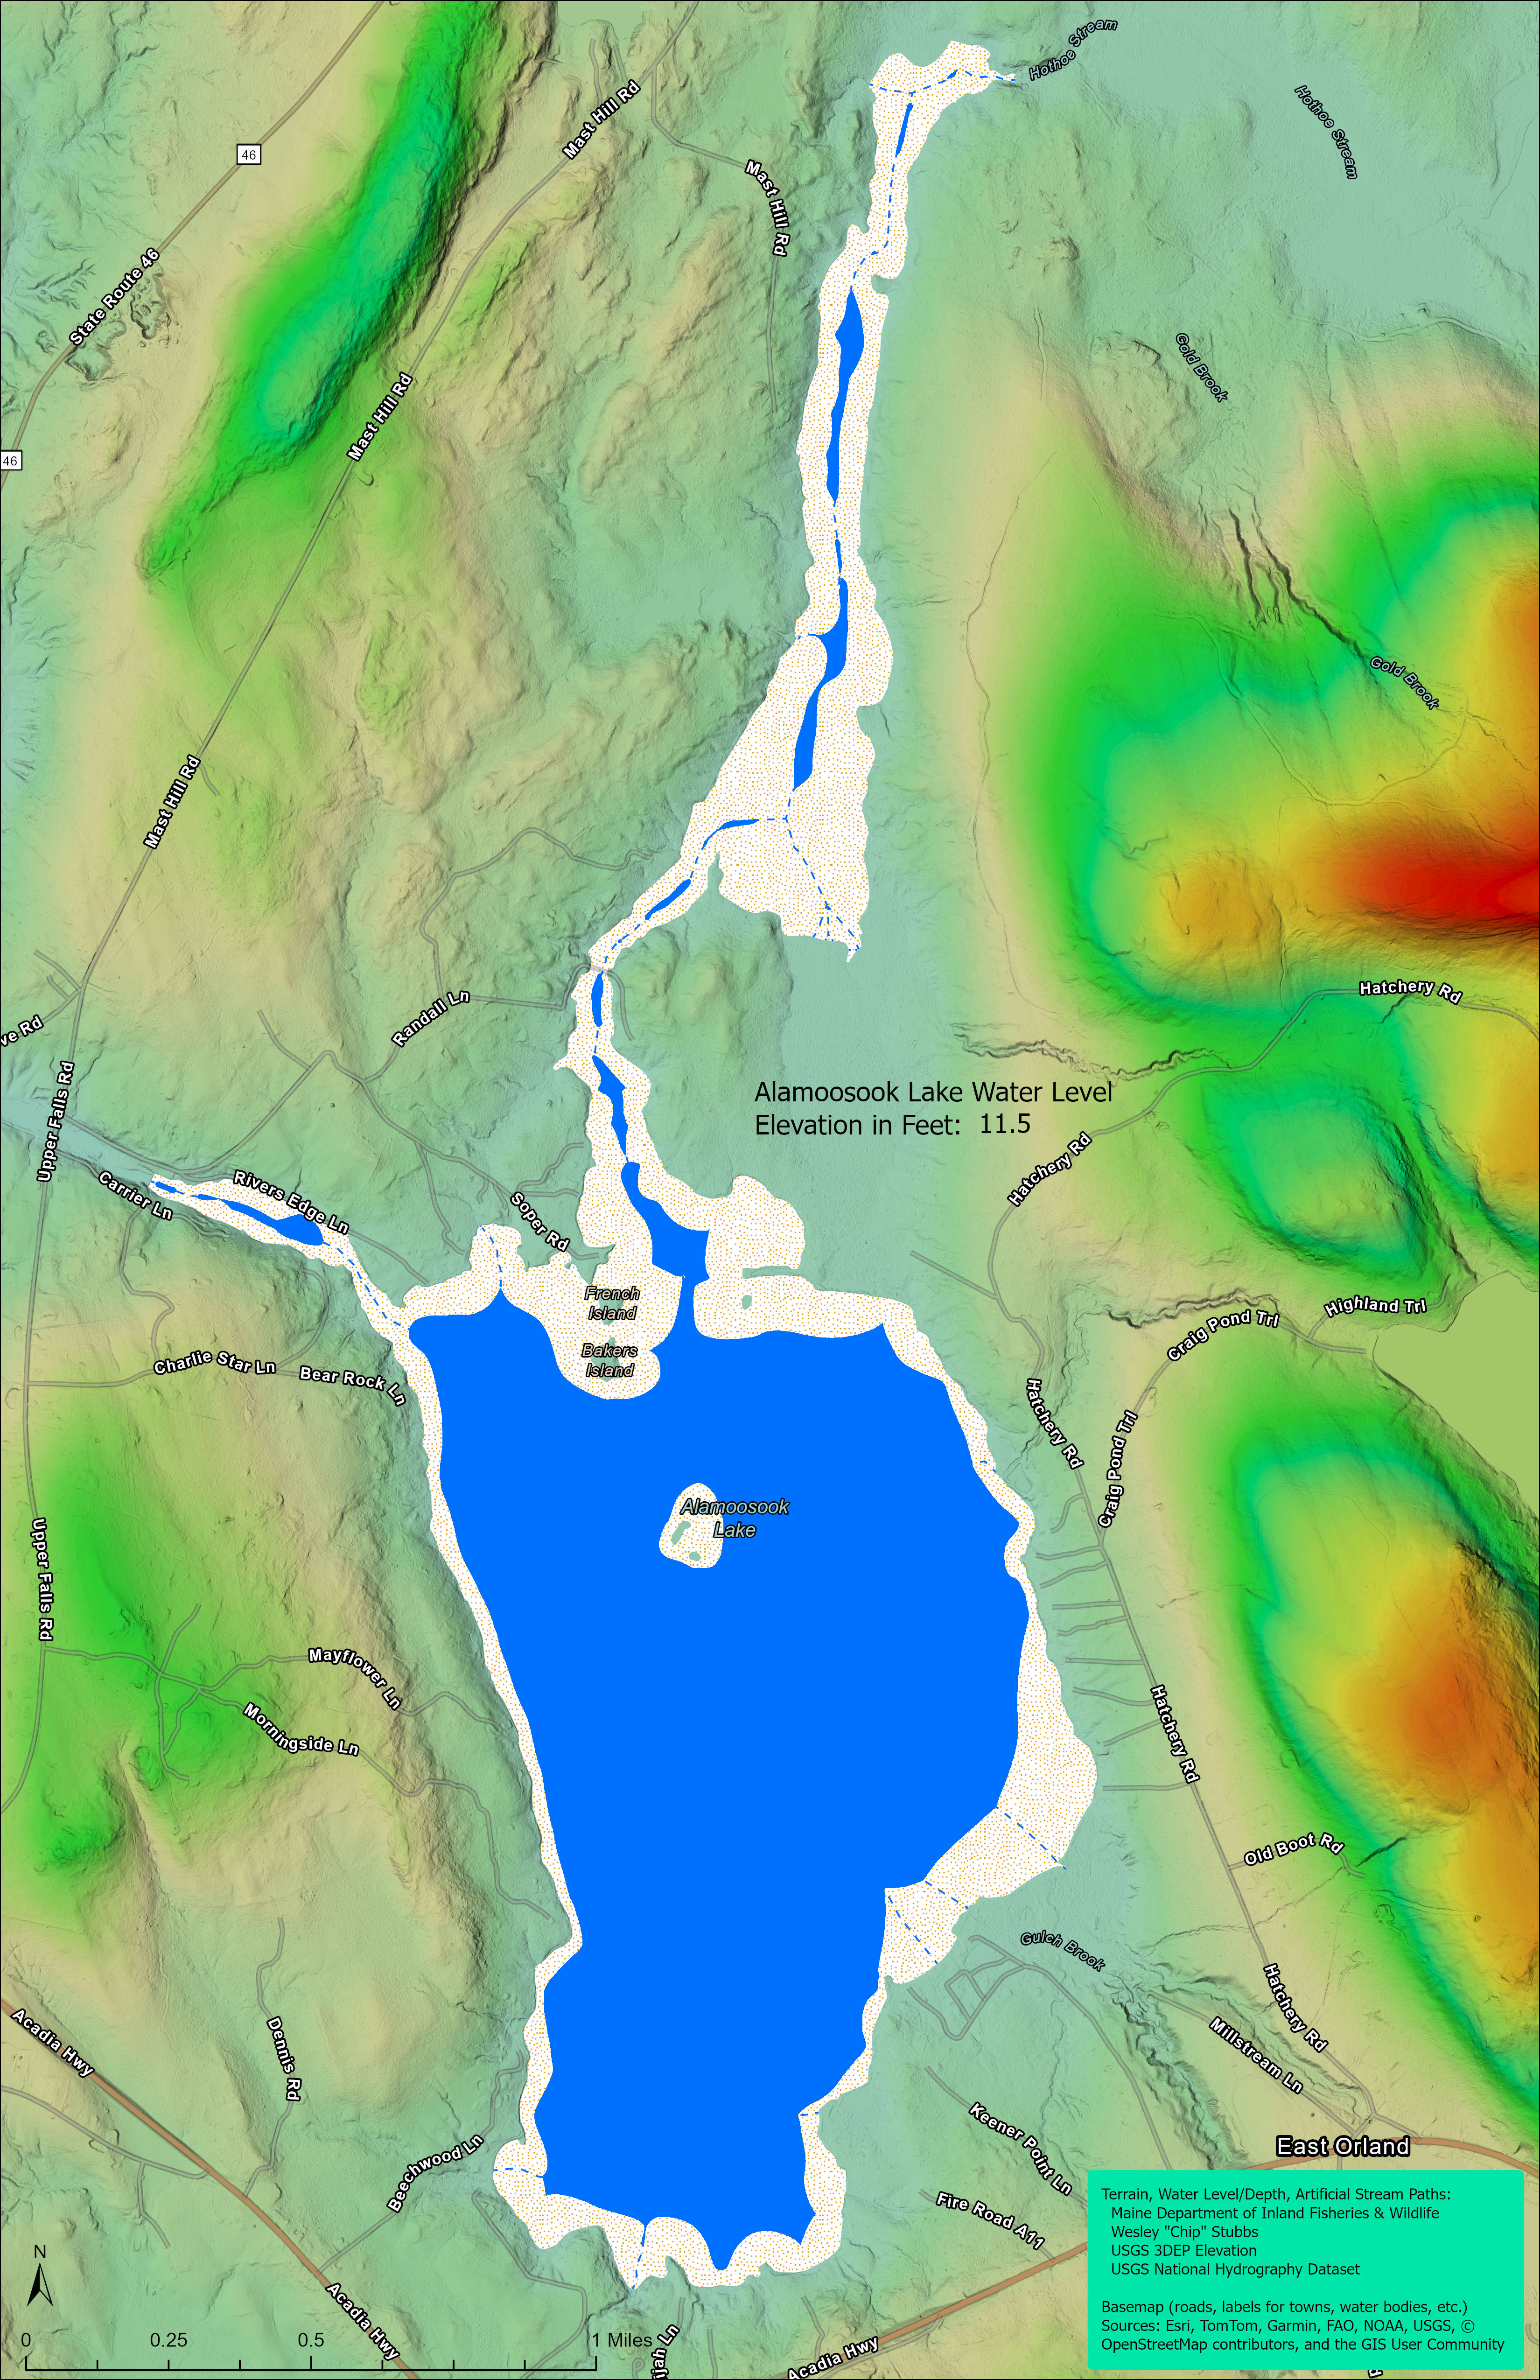 Hothoe Stream
Hothoe Stream
Mast Hill Rd
46
Mast Hill Rd
State Route 46
Gold Brook
Mast Hill Rd
46
Gold Brook
Mast Hill Rd
Hatchery Rd
Randall Ln
ve Rd
Upper Falls Rd
Alamoosook Lake Water Level
Elevation in Feet: 11.5
Hatchery Rd
Carrier Ln
Rivers Edge Ln
Soper Rd
French
Island
Highland Trl
Craig Pond Trl
Bakers
Island
Charlie Star Ln
Bear Rock Ln
Hatchery Rd
Craig Pond Trl
Alamoosook
Lake
Upper Falls Rd
Mayflower Ln
Morningside Ln
Hatchery Rd
Old Boot Rd
Gulch Brook
Hatchery Rd
Acadia Hwy
Dennis Rd
Millstream Ln
Keener Point Ln
East Orland
Beechwood Ln
Fire Road A11
Terrain, Water Level/Depth, Artificial Stream Paths:
Maine Department of Inland Fisheries & Wildlife
Wesley "Chip" Stubbs
USGS 3DEP Elevation
USGS National Hydrography Dataset
Basemap (roads, labels for towns, water bodies, etc.)
Sources: Esri, TomTom, Garmin, FAO, NOAA, USGS, ©
OpenStreetMap contributors, and the GIS User Community
N
Acadia Hwy
0 0.25 0.5 1 Miles
ijah Ln
Acadia Hwy